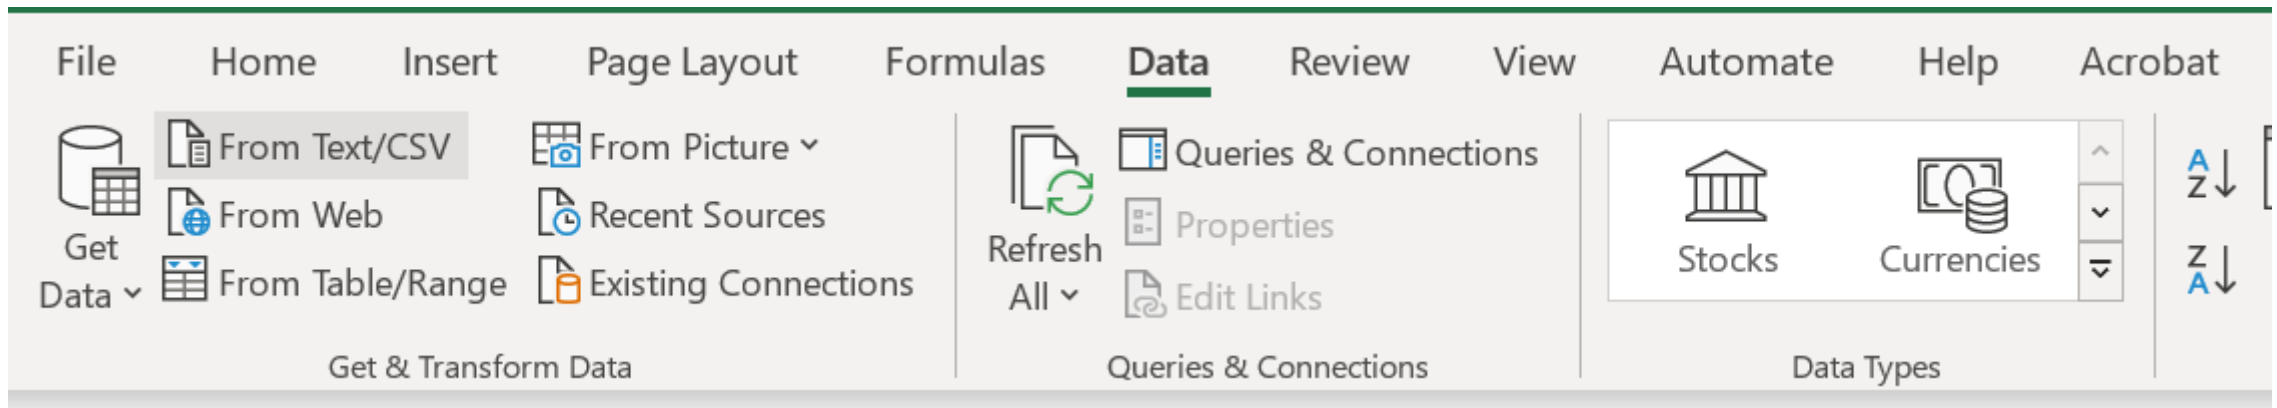 File Home Insert Page Layout Formulas Data Review View Automate Help Acrobat
Get
Data
From Text/CSV
From Web
From Table/Range
From Picture
Recent Sources
Existing Connections
Get & Transform Data
Refresh
All
Queries & Connections
Properties
Edit Links
Queries & Connections
Stocks
Currencies
Data Types
A
Z
Z
A